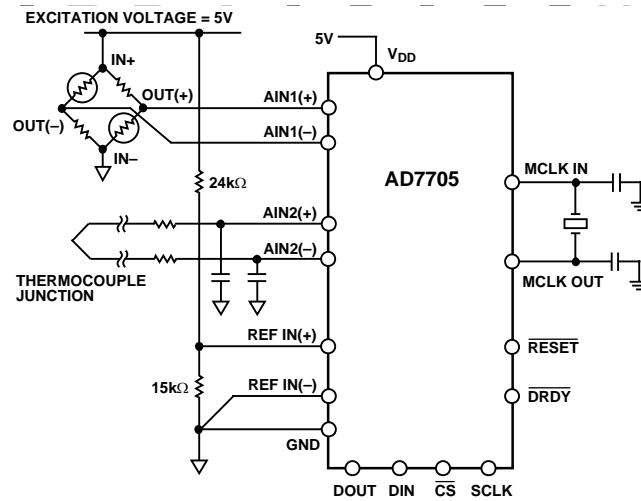 EXCITATION VOLTAGE = 5V
5V
VDD
IN+
OUT(+)
AIN1(+)
OUT(–)
AIN1(–)
IN–
AD7705
MCLK IN
24kΩ
AIN2(+)
AIN2(–)
MCLK OUT
THERMOCOUPLE
JUNCTION
REF IN(+)
RESET
15kΩ
REF IN(–)
DRDY
GND
DOUT DIN CS SCLK